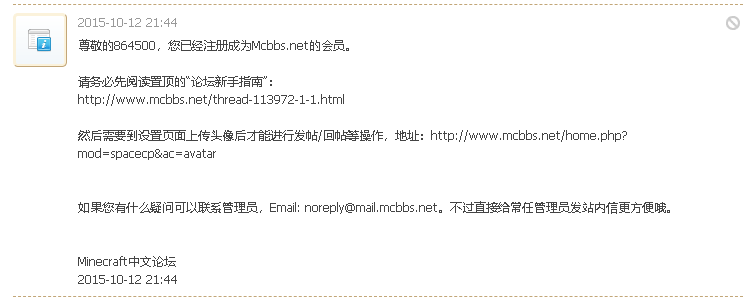 2015-10-12 21:44
尊敬的864500，您已经注册成为Mcbbs.net的会员。
请务必先阅读置顶的“论坛新手指南”：
http://www.mcbbs.net/thread-113972-1-1.html
然后需要到设置页面上传头像后才能进行发帖/回帖等操作，地址：http://www.mcbbs.net/home.php?
mod=spacecp&ac=avatar
如果您有什么疑问可以联系管理员，Email: noreply@mail.mcbbs.net。不过直接给常任管理员发站内信更方便哦。
Minecraft中文论坛
2015-10-12 21:44